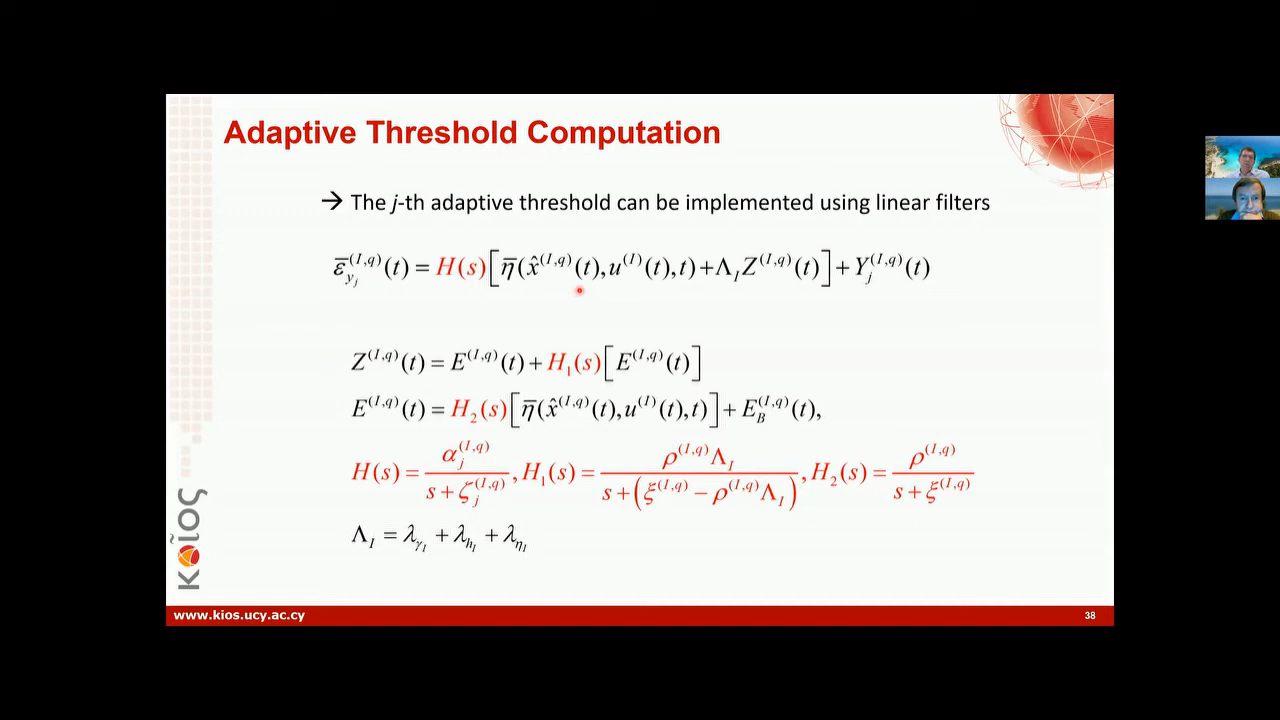 Adaptive Threshold Computation
→ The j-th adaptive threshold can be implemented using linear filters
ε̄_{y_j}^{(I,q)}(t) = H(s)[η̄(x̂^{(I,q)}(t), u^{(I)}(t), t) + Λ_I Z^{(I,q)}(t)] + Y_j^{(I,q)}(t)
Z^{(I,q)}(t) = E^{(I,q)}(t) + H_1(s)[E^{(I,q)}(t)]
E^{(I,q)}(t) = H_2(s)[η̄(x̂^{(I,q)}(t), u^{(I)}(t), t)] + E_B^{(I,q)}(t),
H(s) = α_j^{(I,q)} / (s + ζ_j^{(I,q)}), H_1(s) = ρ^{(I,q)}Λ_I / (s + (ξ^{(I,q)} − ρ^{(I,q)}Λ_I)), H_2(s) = ρ^{(I,q)} / (s + ξ^{(I,q)})
Λ_I = λ_{γ_I} + λ_{h_I} + λ_{η_I}
κοῖος
www.kios.ucy.ac.cy
38